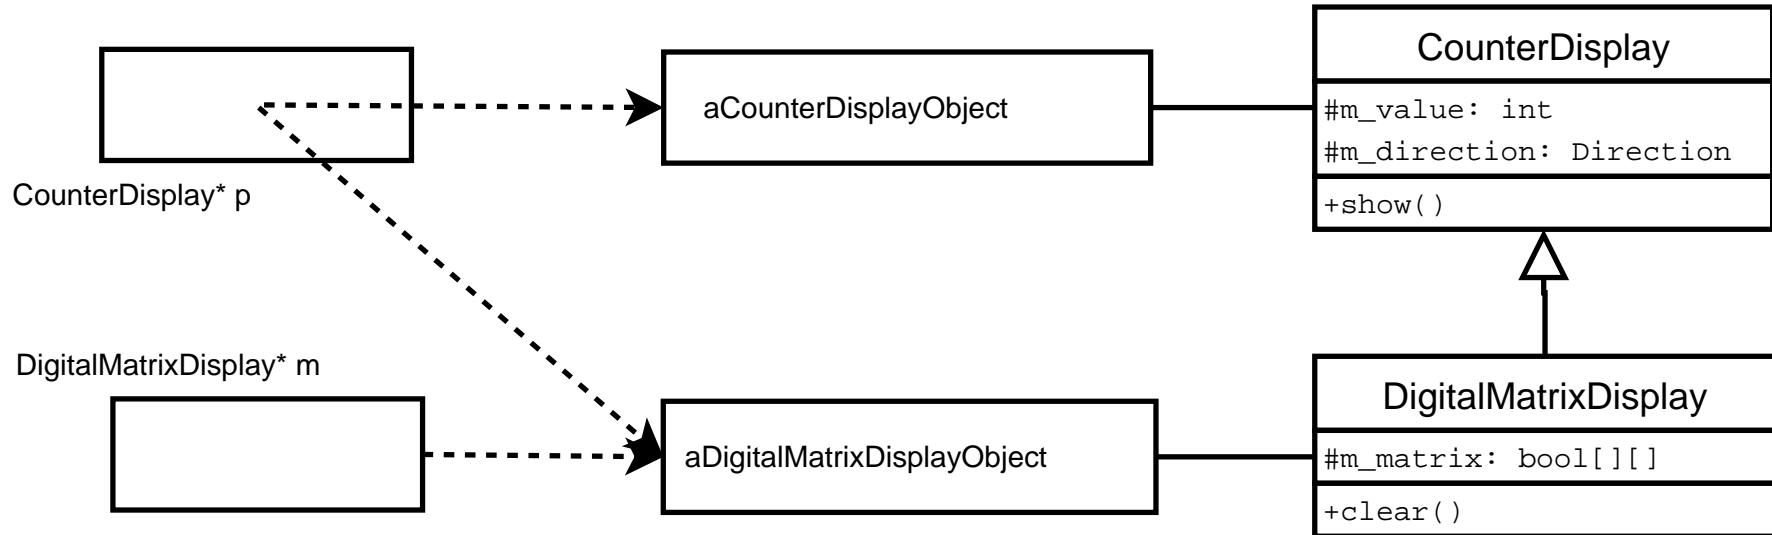 CounterDisplay* p
aCounterDisplayObject
CounterDisplay
#m_value: int
#m_direction: Direction
+show()
DigitalMatrixDisplay* m
aDigitalMatrixDisplayObject
DigitalMatrixDisplay
#m_matrix: bool[][]
+clear()